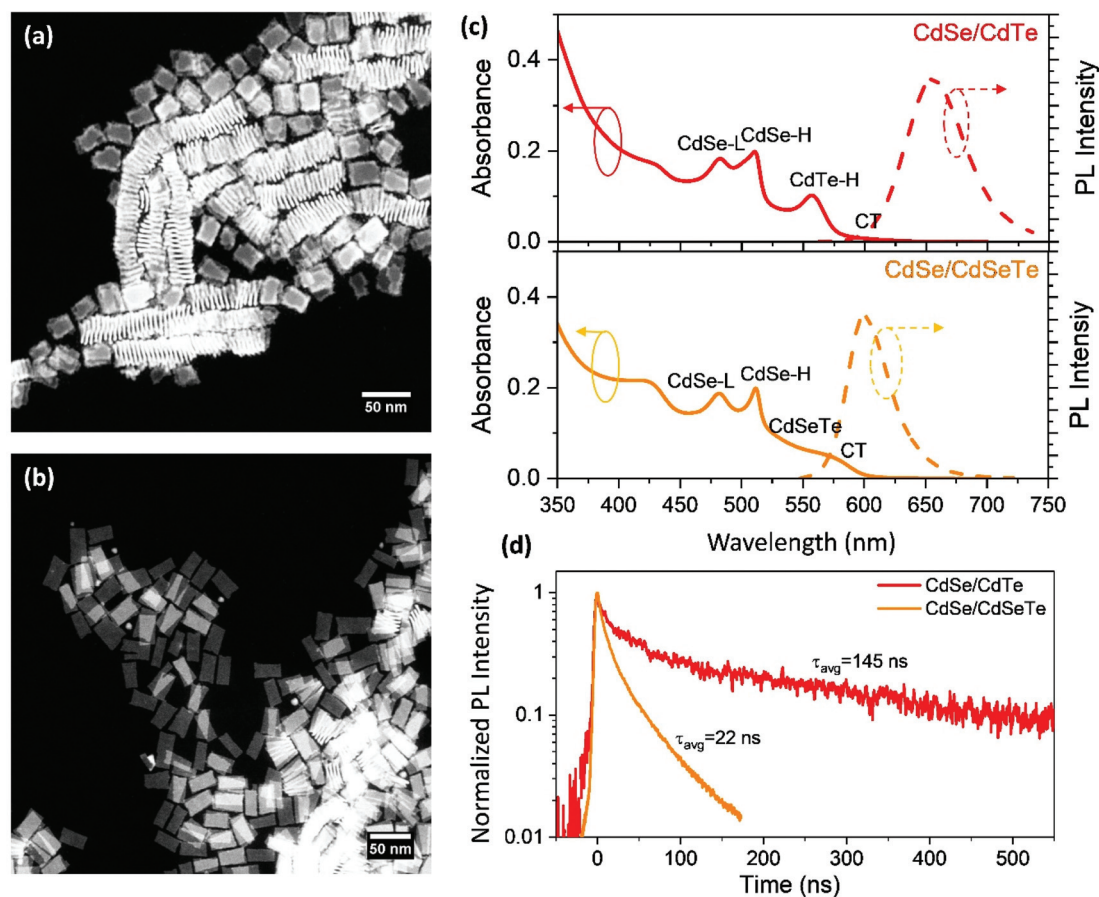 (a)
50 nm
(b)
50 nm
(c)
CdSe/CdTe
Absorbance
PL Intensity
0.4
0.2
0.0
CdSe-L
CdSe-H
CdTe-H
CT
CdSe/CdSeTe
Absorbance
PL Intensiy
0.4
0.2
0.0
CdSe-L
CdSe-H
CdSeTe
CT
350 400 450 500 550 600 650 700 750
Wavelength (nm)
(d)
Normalized PL Intensity
1
0.1
0.01
CdSe/CdTe
CdSe/CdSeTe
τavg=145 ns
τavg=22 ns
0 100 200 300 400 500
Time (ns)